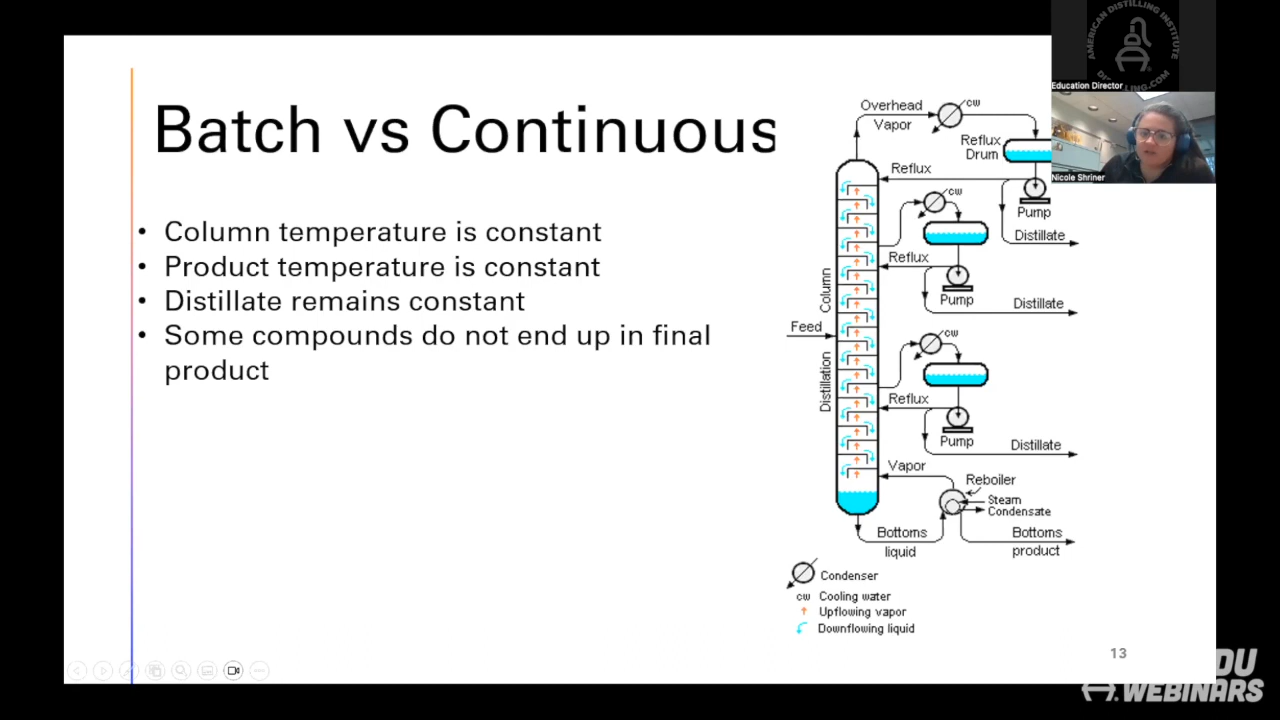 AMERICAN DISTILLING INSTITUTE
DISTILLING.COM
Education Director
Nicole Shriner
Batch vs Continuous
• Column temperature is constant
• Product temperature is constant
• Distillate remains constant
• Some compounds do not end up in final
product
Overhead
Vapor
cw
Reflux
Drum
Reflux
Pump
Distillate
cw
Reflux
Pump
Distillate
Feed
Distillation Column
cw
Reflux
Pump
Distillate
Vapor
Reboiler
Steam
Condensate
Bottoms
liquid
Bottoms
product
Condenser
cw Cooling water
Upflowing vapor
Downflowing liquid
13
DU
WEBINARS